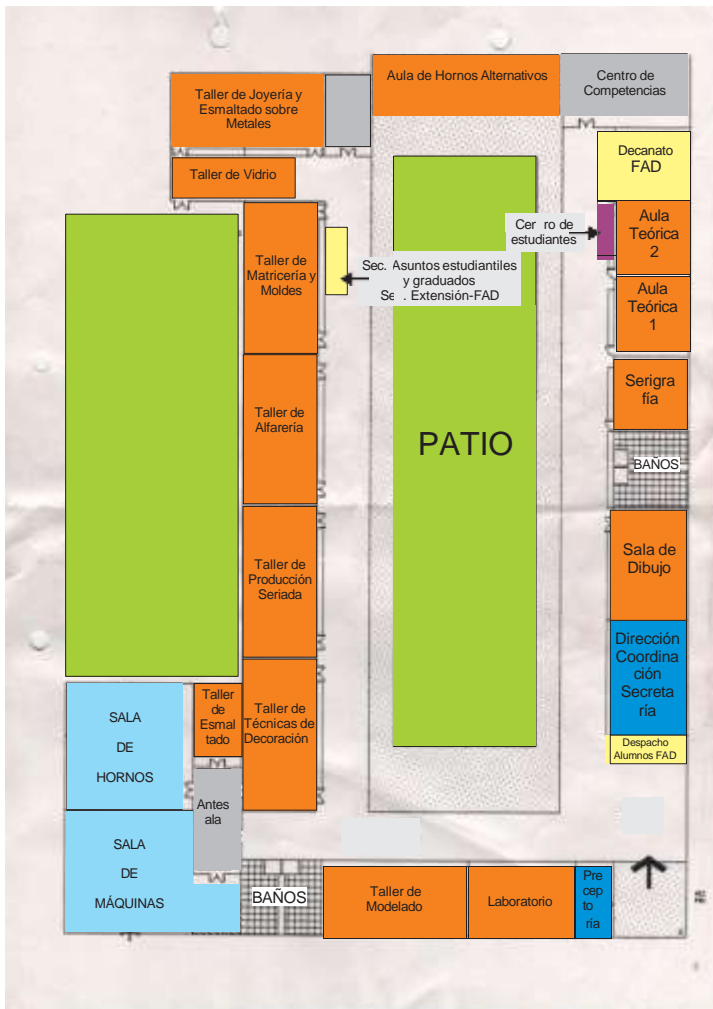 Aula de Hornos Alternativos
Centro de
Competencias
Taller de Joyería y
Esmaltado sobre
Metales
Decanato
FAD
Taller de Vidrio
Aula
Teórica
2
estudiantes
Taller de
Matricería y
Moldes
Sec. Asuntos estudiantiles
y graduados
Extensión-FAD
Aula
Teórica
1
Serigra
fía
Taller de
Alfarería
PATIO
BAÑOS
Sala de
Dibujo
Taller de
Producción
Seriada
Dirección
Coordina
ción
Secreta
ría
Taller
de
Esmal
tado
Taller de
Técnicas de
Decoración
SALA
DE
HORNOS
Despacho
Alumnos FAD
Antes
ala
SALA
DE
MÁQUINAS
BAÑOS
Taller de
Modelado
Laboratorio
Pre
cep
to
ría